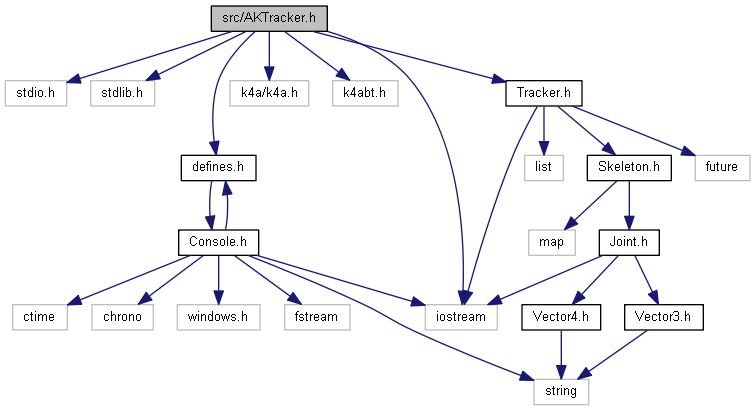 src/AKTracker.h
stdio.h
stdlib.h
k4a/k4a.h
k4abt.h
Tracker.h
defines.h
list
Skeleton.h
future
Console.h
map
Joint.h
ctime
chrono
windows.h
fstream
iostream
Vector4.h
Vector3.h
string